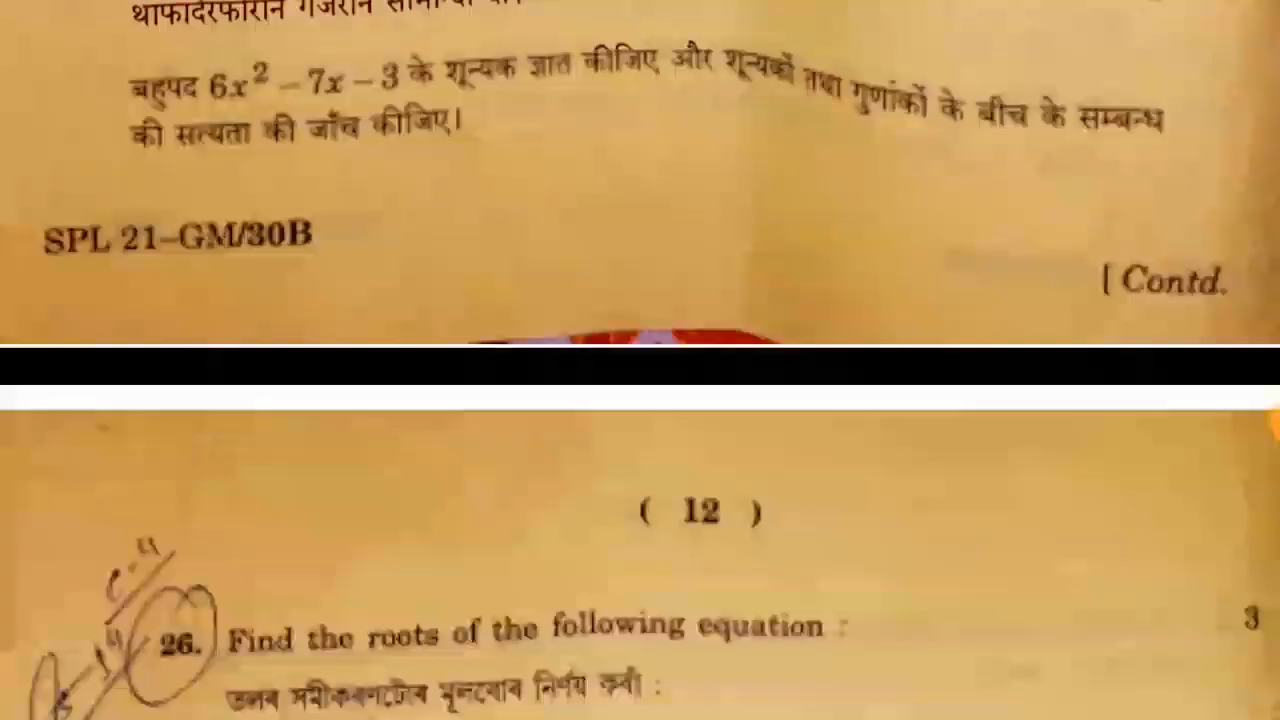 बहुपद 6x² – 7x – 3 के शून्यक ज्ञात कीजिए और शून्यकों तथा गुणांकों के बीच के सम्बन्ध
की सत्यता की जाँच कीजिए।
SPL 21–GM/30B
[ Contd.
( 12 )
26. Find the roots of the following equation : 3